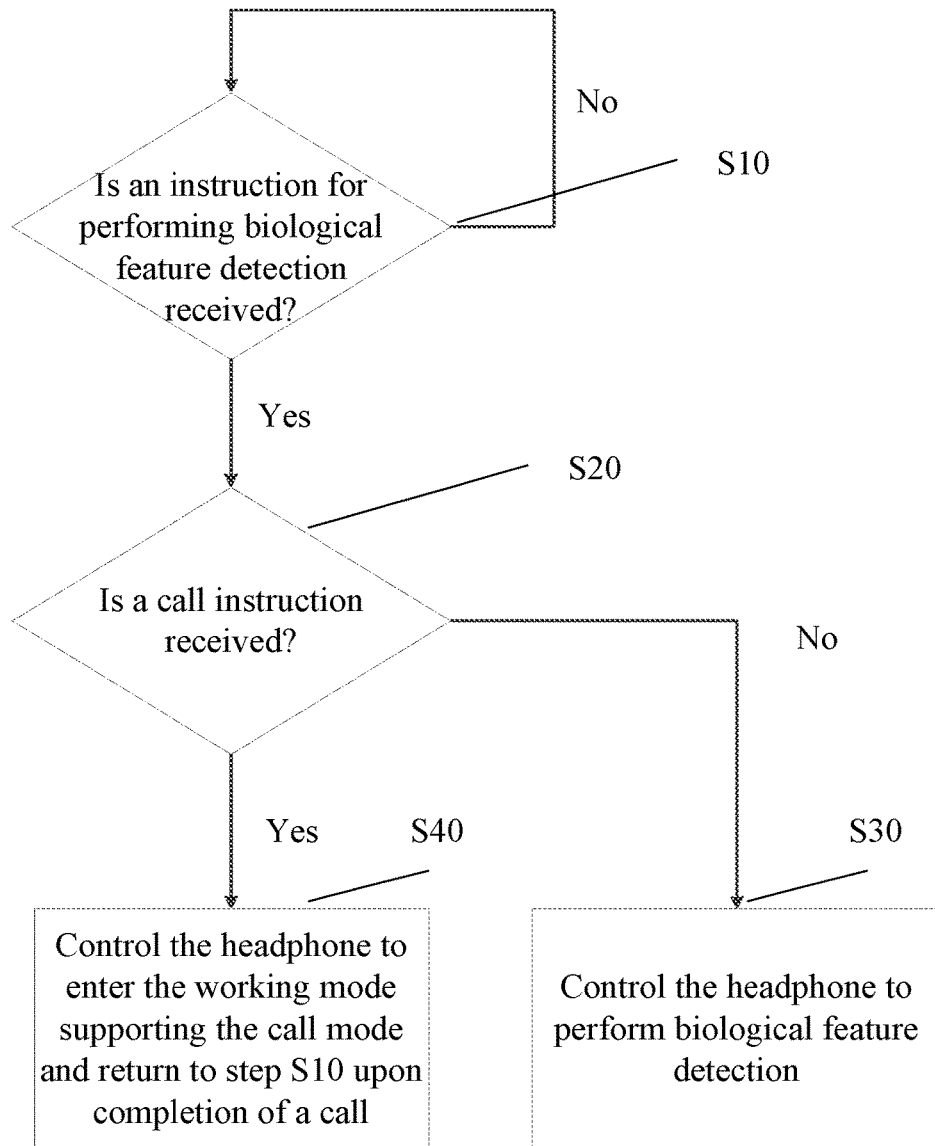 No
S10
Is an instruction for
performing biological
feature detection
received?
Yes
S20
Is a call instruction
received?
No
Yes
S40
S30
Control the headphone to
enter the working mode
supporting the call mode
and return to step S10 upon
completion of a call
Control the headphone to
perform biological feature
detection